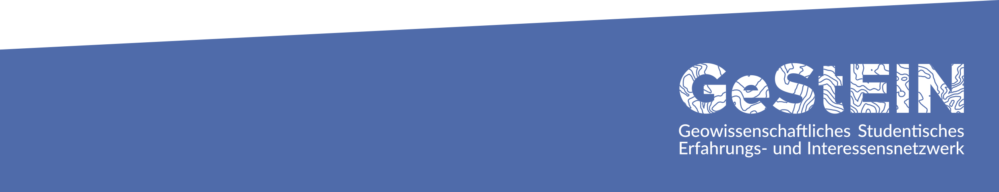 GeStEIN
Geowissenschaftliches Studentisches
Erfahrungs- und Interessensnetzwerk